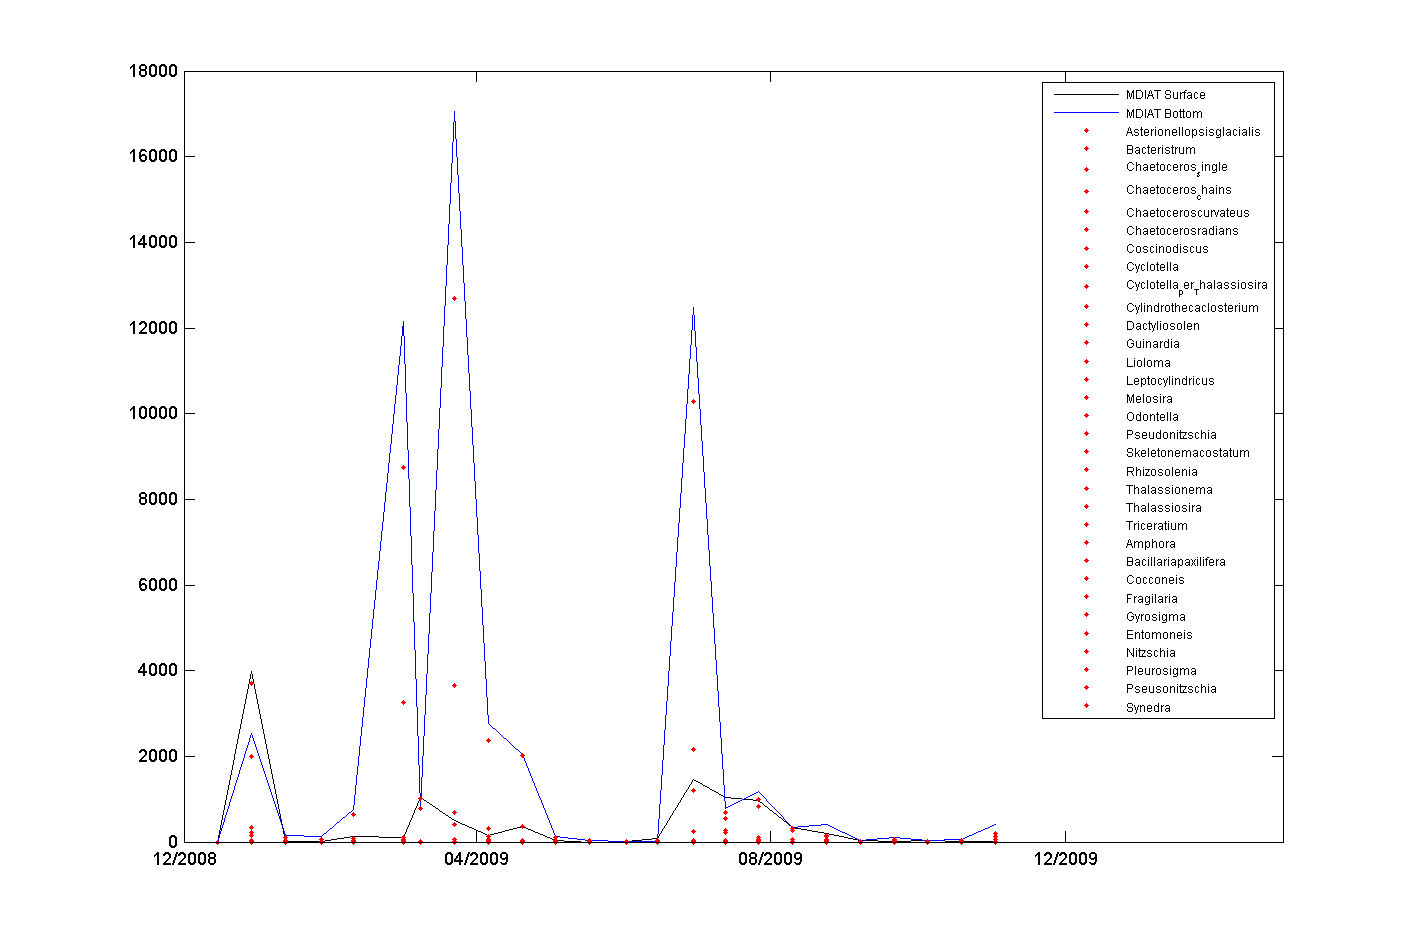 18000
16000
14000
12000
10000
8000
6000
4000
2000
0
12/2008
04/2009
08/2009
12/2009
MDIAT Surface
MDIAT Bottom
Asterionellopsisglacialis
Bacteristrum
Chaetoceros_single
Chaetoceros_chains
Chaetoceroscurvateus
Chaetocerosradians
Coscinodiscus
Cyclotella
Cyclotella_per_Thalassiosira
Cylindrothecaclosterium
Dactyliosolen
Guinardia
Lioloma
Leptocylindricus
Melosira
Odontella
Pseudonitzschia
Skeletonemacostatum
Rhizosolenia
Thalassionema
Thalassiosira
Triceratium
Amphora
Bacillariapaxilifera
Cocconeis
Fragilaria
Gyrosigma
Entomoneis
Nitzschia
Pleurosigma
Pseusonitzschia
Synedra